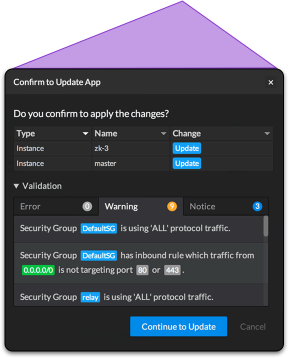 Confirm to Update App ×
Do you confirm to apply the changes?
Type Name Change
Instance zk-3 Update
Instance master Update
Validation
Error 0 Warning 9 Notice 3
Security Group DefaultSG is using 'ALL' protocol traffic.
Security Group DefaultSG has inbound rule which traffic from
0.0.0.0/0 is not targeting port 80 or 443 .
Security Group relay is using 'ALL' protocol traffic.
Continue to Update Cancel